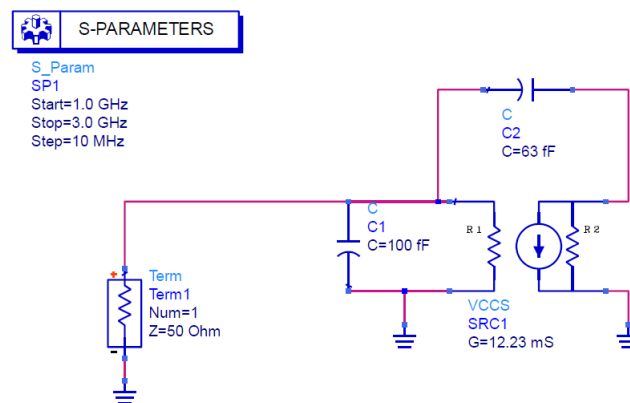 S-PARAMETERS
S_Param
SP1
Start=1.0 GHz
Stop=3.0 GHz
Step=10 MHz
C
C2
C=63 fF
C
C1
C=100 fF
R1
R2
+
Term
Term1
Num=1
Z=50 Ohm
-
VCCS
SRC1
G=12.23 mS